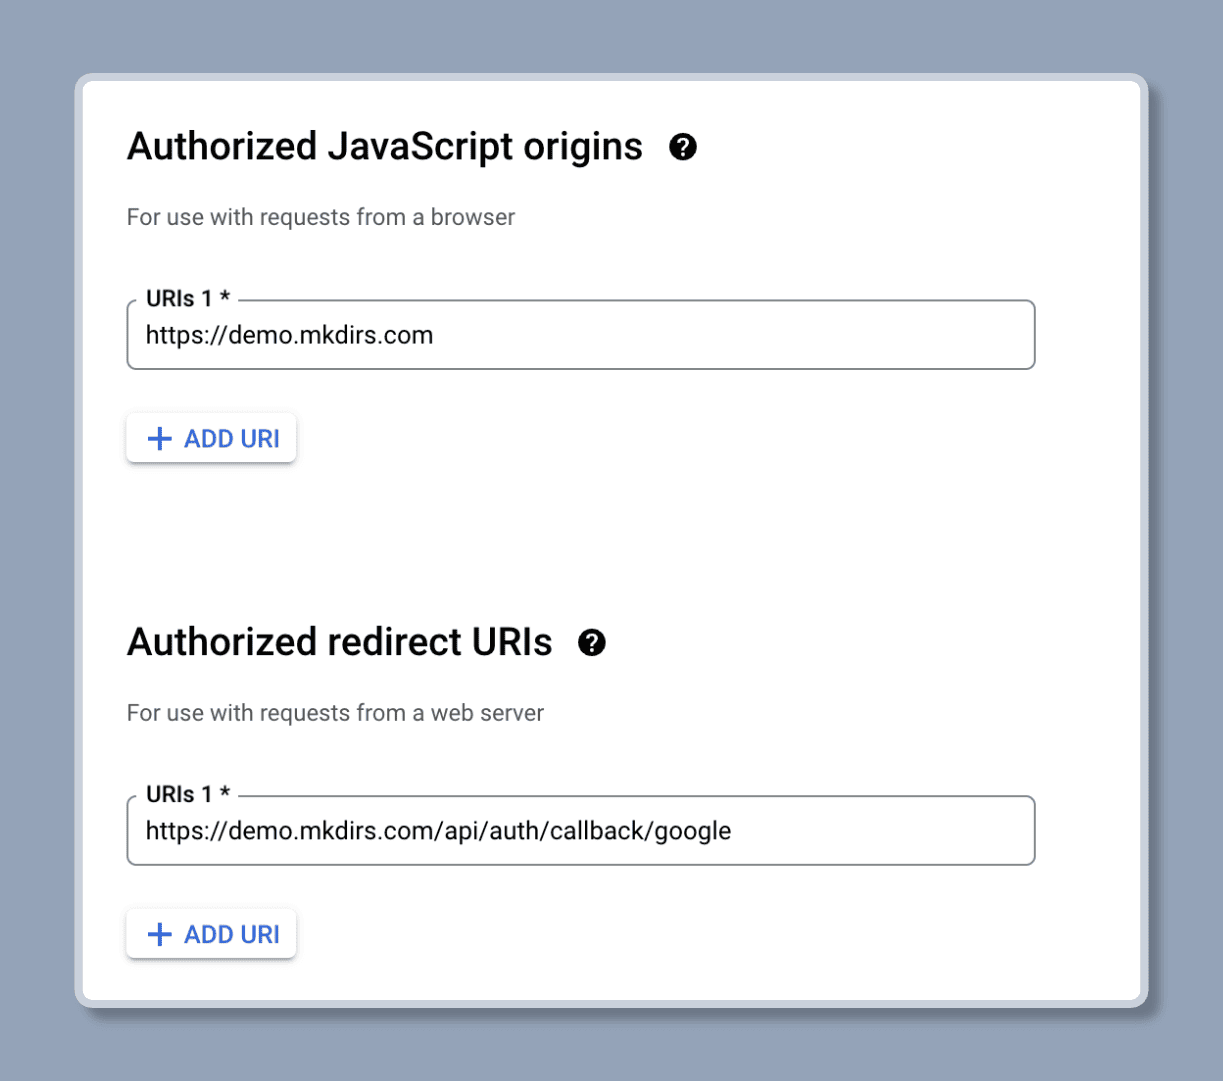 Authorized JavaScript origins ?
For use with requests from a browser
URIs 1 *
https://demo.mkdirs.com
+ ADD URI
Authorized redirect URIs ?
For use with requests from a web server
URIs 1 *
https://demo.mkdirs.com/api/auth/callback/google
+ ADD URI